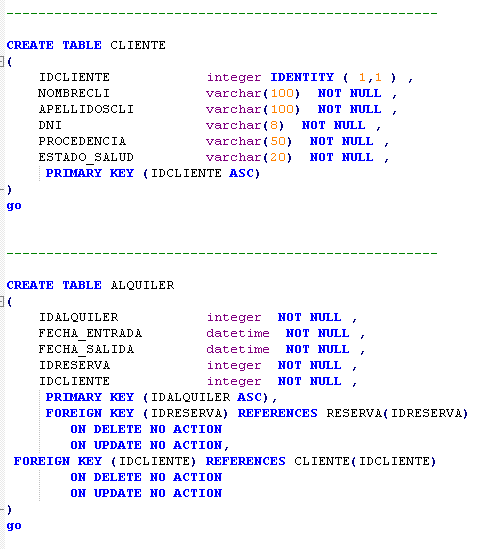 ------------------------------------------------------
CREATE TABLE CLIENTE
(
IDCLIENTE integer IDENTITY ( 1,1 ) ,
NOMBRECLI varchar(100) NOT NULL ,
APELLIDOSCLI varchar(100) NOT NULL ,
DNI varchar(8) NOT NULL ,
PROCEDENCIA varchar(50) NOT NULL ,
ESTADO_SALUD varchar(20) NOT NULL ,
PRIMARY KEY (IDCLIENTE ASC)
)
go
------------------------------------------------------
CREATE TABLE ALQUILER
(
IDALQUILER integer NOT NULL ,
FECHA_ENTRADA datetime NOT NULL ,
FECHA_SALIDA datetime NOT NULL ,
IDRESERVA integer NOT NULL ,
IDCLIENTE integer NOT NULL ,
PRIMARY KEY (IDALQUILER ASC),
FOREIGN KEY (IDRESERVA) REFERENCES RESERVA(IDRESERVA)
ON DELETE NO ACTION
ON UPDATE NO ACTION,
FOREIGN KEY (IDCLIENTE) REFERENCES CLIENTE(IDCLIENTE)
ON DELETE NO ACTION
ON UPDATE NO ACTION
)
go